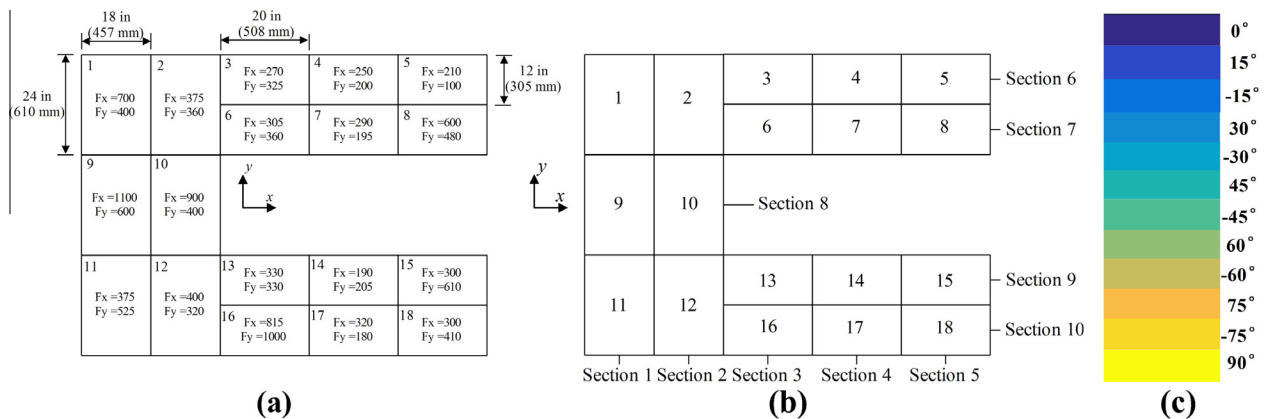 18 in
(457 mm)
20 in
(508 mm)
24 in
(610 mm)
12 in
(305 mm)
1
Fx =700
Fy =400
2
Fx =375
Fy =360
3
Fx =270
Fy =325
4
Fx =250
Fy =200
5
Fx =210
Fy =100
6
Fx =305
Fy =360
7
Fx =290
Fy =195
8
Fx =600
Fy =480
9
Fx =1100
Fy =600
10
Fx =900
Fy =400
y
x
11
Fx =375
Fy =525
12
Fx =400
Fy =320
13
Fx =330
Fy =330
14
Fx =190
Fy =205
15
Fx =300
Fy =610
16
Fx =815
Fy =1000
17
Fx =320
Fy =180
18
Fx =300
Fy =410
(a)
1
2
3
4
5
Section 6
6
7
8
Section 7
y
x
9
10
Section 8
11
12
13
14
15
Section 9
16
17
18
Section 10
Section 1
Section 2
Section 3
Section 4
Section 5
(b)
0°
15°
-15°
30°
-30°
45°
-45°
60°
-60°
75°
-75°
90°
(c)